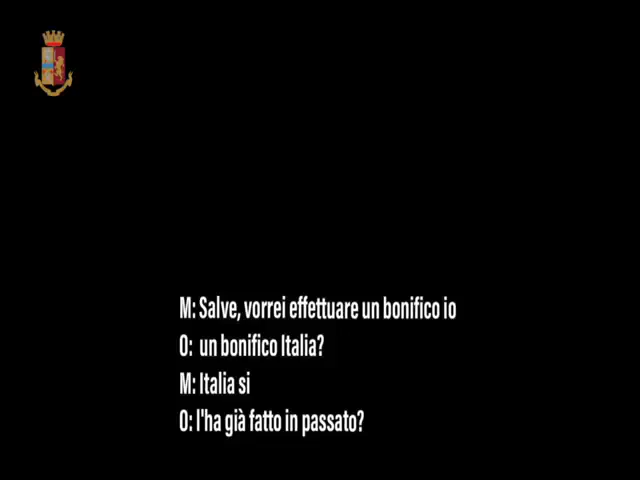 M: Salve, vorrei effettuare un bonifico io
O: un bonifico Italia?
M: Italia si
O: l'ha già fatto in passato?